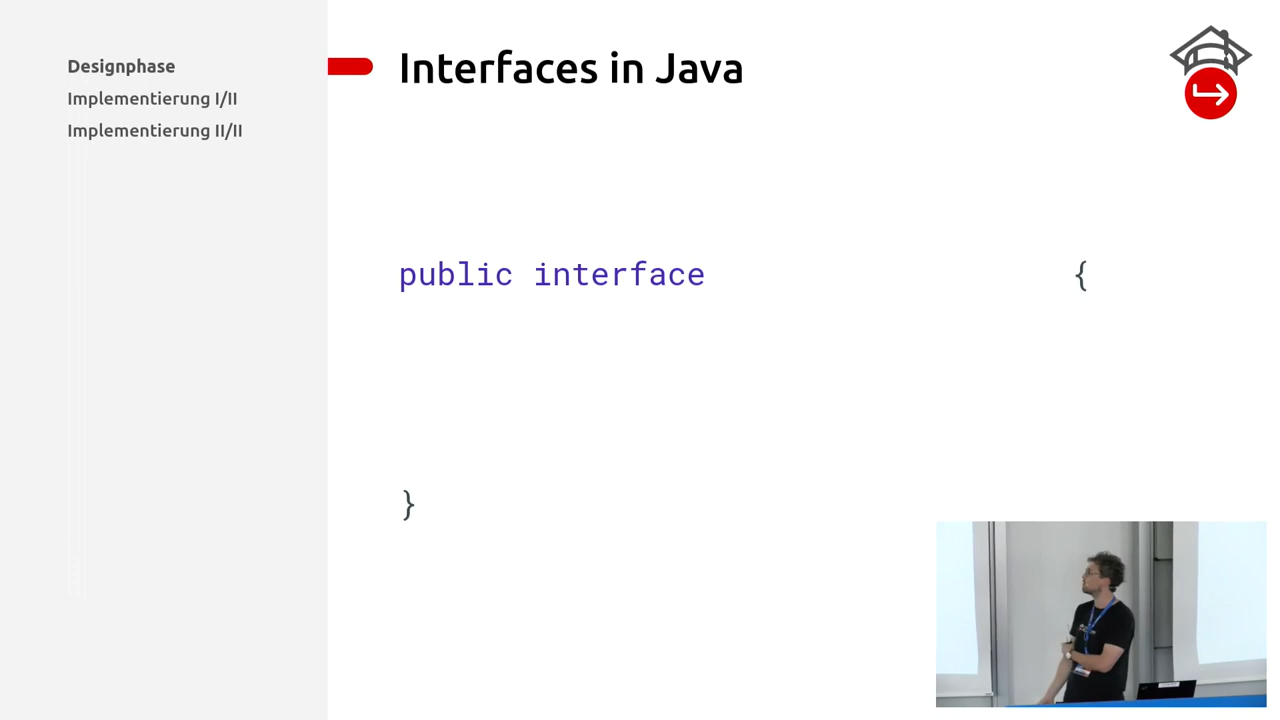 Designphase
Implementierung I/II
Implementierung II/II
Interfaces in Java
public interface {
}